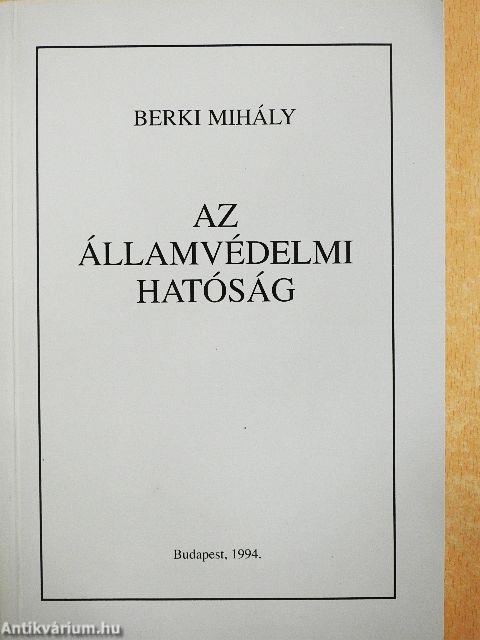 BERKI MIHÁLY
AZ
ÁLLAMVÉDELMI
HATÓSÁG
Budapest, 1994.
Antikvárium.hu